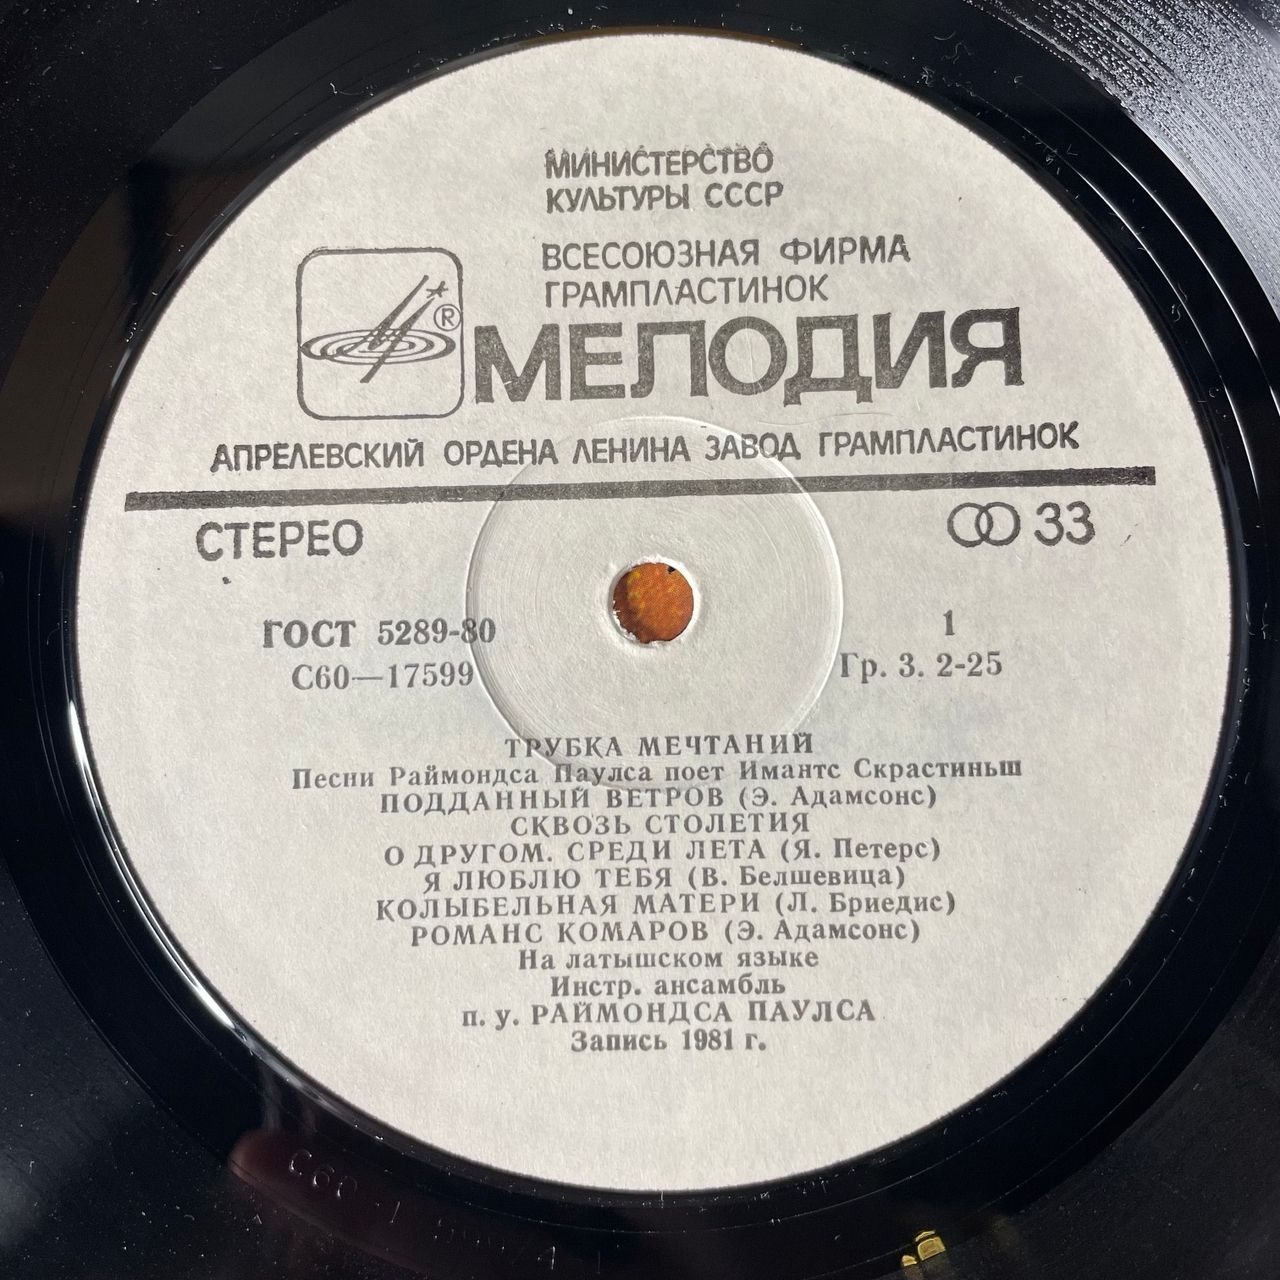 МИНИСТЕРСТВО
КУЛЬТУРЫ СССР
ВСЕСОЮЗНАЯ ФИРМА
ГРАМПЛАСТИНОК
®
МЕЛОДИЯ
АПРЕЛЕВСКИЙ ОРДЕНА ЛЕНИНА ЗАВОД ГРАМПЛАСТИНОК
СТЕРЕО
33
ГОСТ 5289-80
1
С60—17599
Гр. 3. 2-25
ТРУБКА МЕЧТАНИЙ
Песни Раймондса Паулса поет Имантс Скрастиньш
ПОДДАННЫЙ ВЕТРОВ (Э. Адамсонс)
СКВОЗЬ СТОЛЕТИЯ
О ДРУГОМ. СРЕДИ ЛЕТА (Я. Петерс)
Я ЛЮБЛЮ ТЕБЯ (В. Белшевица)
КОЛЫБЕЛЬНАЯ МАТЕРИ (Л. Бриедис)
РОМАНС КОМАРОВ (Э. Адамсонс)
На латышском языке
Инстр. ансамбль
п. у. РАЙМОНДСА ПАУЛСА
Запись 1981 г.